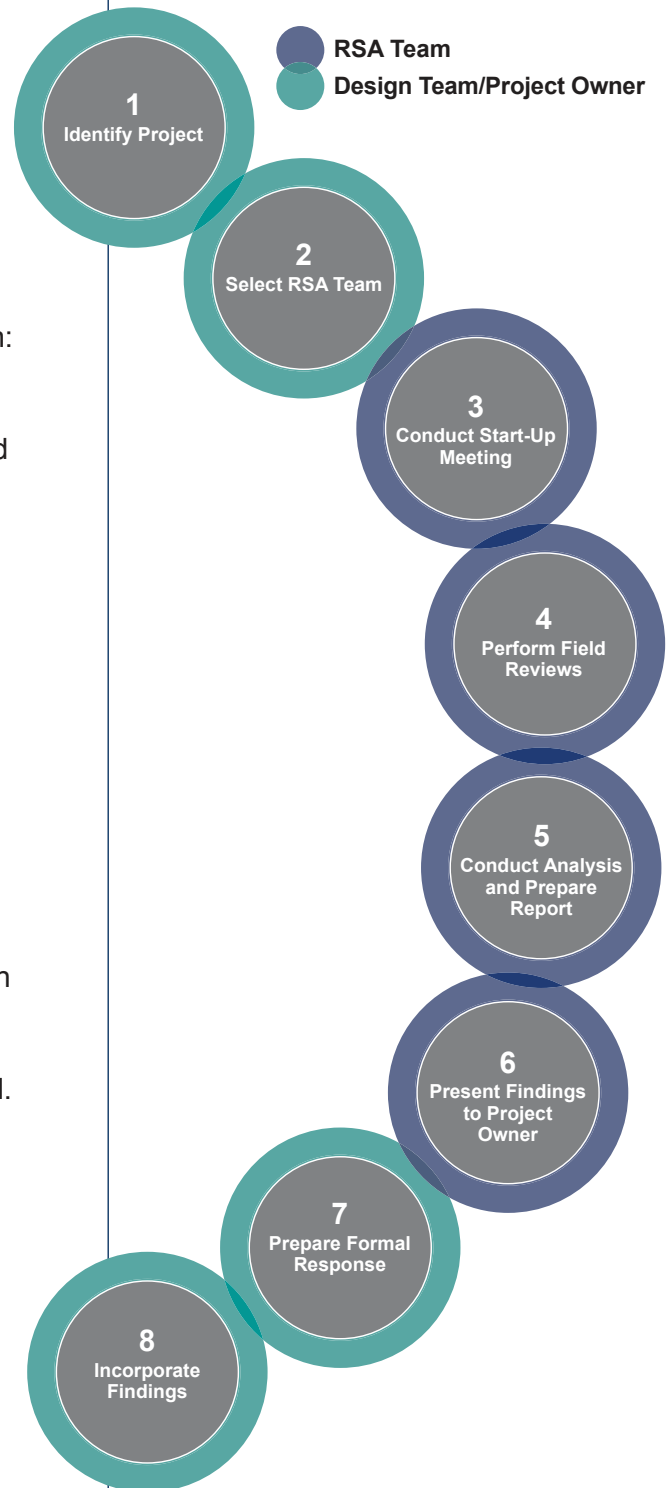 RSA Team
Design Team/Project Owner
1
Identify Project
2
Select RSA Team
3
Conduct Start-Up
Meeting
4
Perform Field
Reviews
5
Conduct Analysis
and Prepare
Report
6
Present Findings
to Project
Owner
7
Prepare Formal
Response
8
Incorporate
Findings